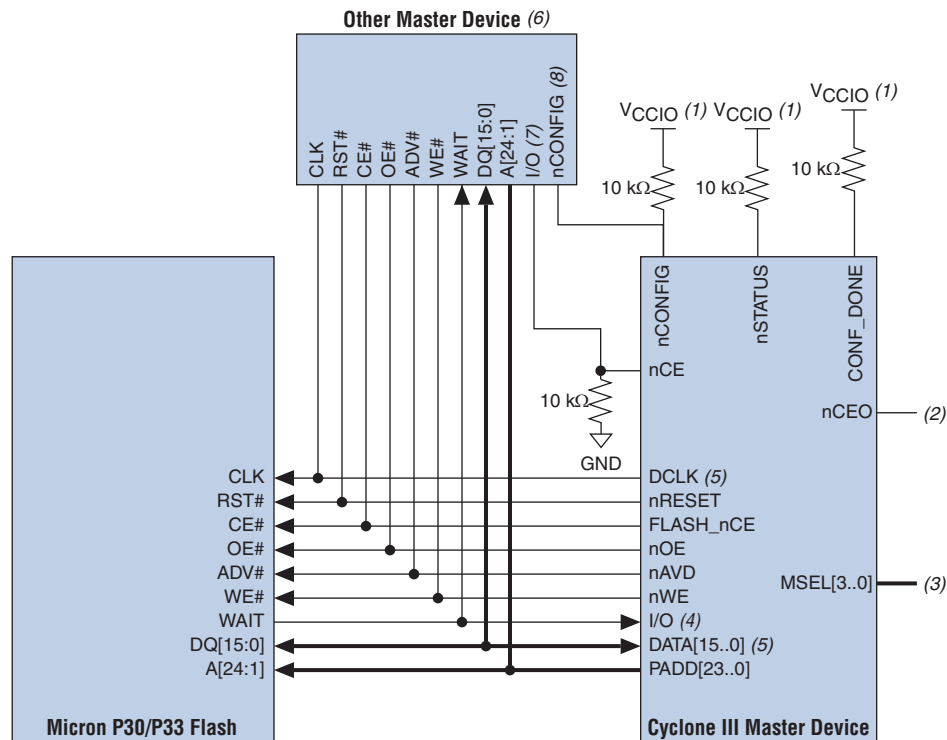 Other Master Device (6)
CLK
RST#
CE#
OE#
ADV#
WE#
WAIT
DQ[15:0]
A[24:1]
I/O (7)
nCONFIG (8)
VCCIO (1)
VCCIO (1)
VCCIO (1)
10 kΩ
10 kΩ
10 kΩ
nCONFIG
nSTATUS
CONF_DONE
nCE
10 kΩ
GND
nCEO
(2)
CLK
DCLK (5)
RST#
nRESET
CE#
FLASH_nCE
OE#
nOE
ADV#
nAVD
MSEL[3..0]
(3)
WE#
nWE
WAIT
I/O (4)
DQ[15:0]
DATA[15..0] (5)
A[24:1]
PADD[23..0]
Micron P30/P33 Flash
Cyclone III Master Device